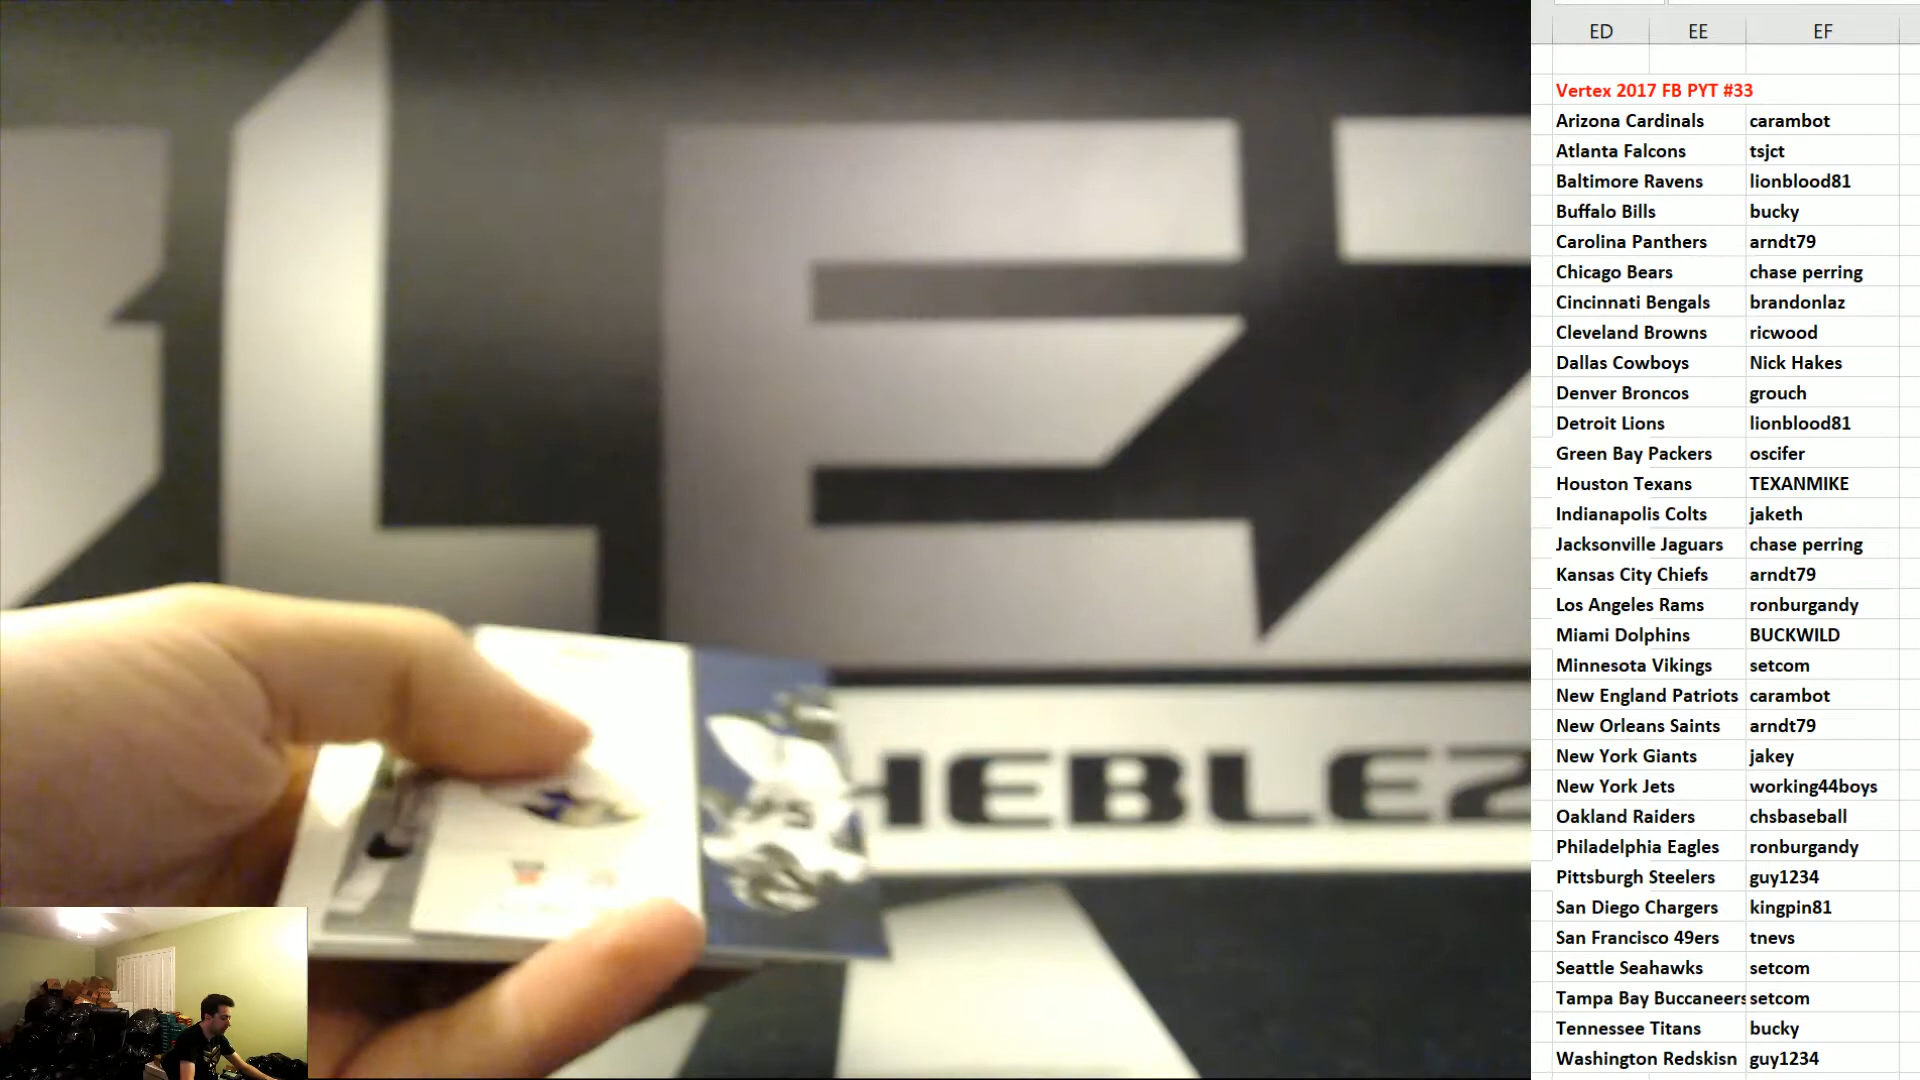 LEZ
HEBLEZ
ED EE EF
Vertex 2017 FB PYT #33
Arizona Cardinals carambot
Atlanta Falcons tsjct
Baltimore Ravens lionblood81
Buffalo Bills bucky
Carolina Panthers arndt79
Chicago Bears chase perring
Cincinnati Bengals brandonlaz
Cleveland Browns ricwood
Dallas Cowboys Nick Hakes
Denver Broncos grouch
Detroit Lions lionblood81
Green Bay Packers oscifer
Houston Texans TEXANMIKE
Indianapolis Colts jaketh
Jacksonville Jaguars chase perring
Kansas City Chiefs arndt79
Los Angeles Rams ronburgandy
Miami Dolphins BUCKWILD
Minnesota Vikings setcom
New England Patriots carambot
New Orleans Saints arndt79
New York Giants jakey
New York Jets working44boys
Oakland Raiders chsbaseball
Philadelphia Eagles ronburgandy
Pittsburgh Steelers guy1234
San Diego Chargers kingpin81
San Francisco 49ers tnevs
Seattle Seahawks setcom
Tampa Bay Buccaneers setcom
Tennessee Titans bucky
Washington Redskisn guy1234